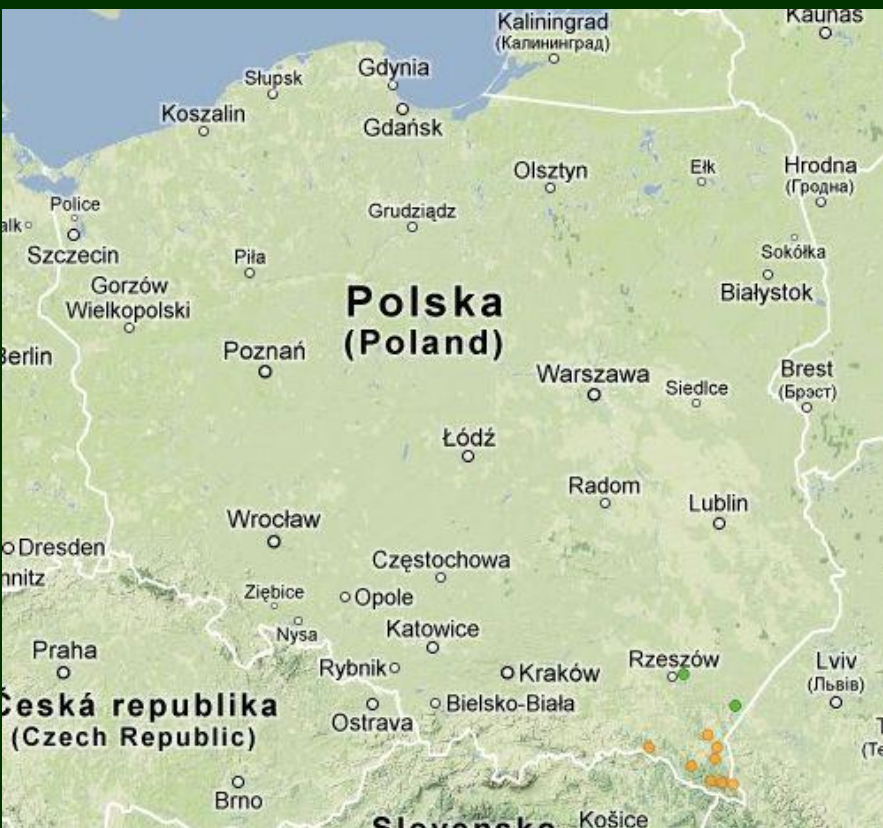 Kaliningrad
(Калининград)
Kaunas
Gdynia
Słupsk
Koszalin
Gdańsk
Olsztyn
Ełk
Hrodna
(Гродна)
Police
Grudziądz
Szczecin
Piła
Sokółka
Białystok
Gorzów
Wielkopolski
Polska
(Poland)
Berlin
Poznań
Warszawa
Siedlce
Brest
(Брэст)
Łódź
Radom
Lublin
Wrocław
Dresden
Częstochowa
Ziębice
Opole
Nysa
Katowice
Praha
Rybnik
Kraków
Rzeszów
Lviv
(Львів)
Česká republika
(Czech Republic)
Ostrava
Bielsko-Biała
Brno
Slovensko
Košice